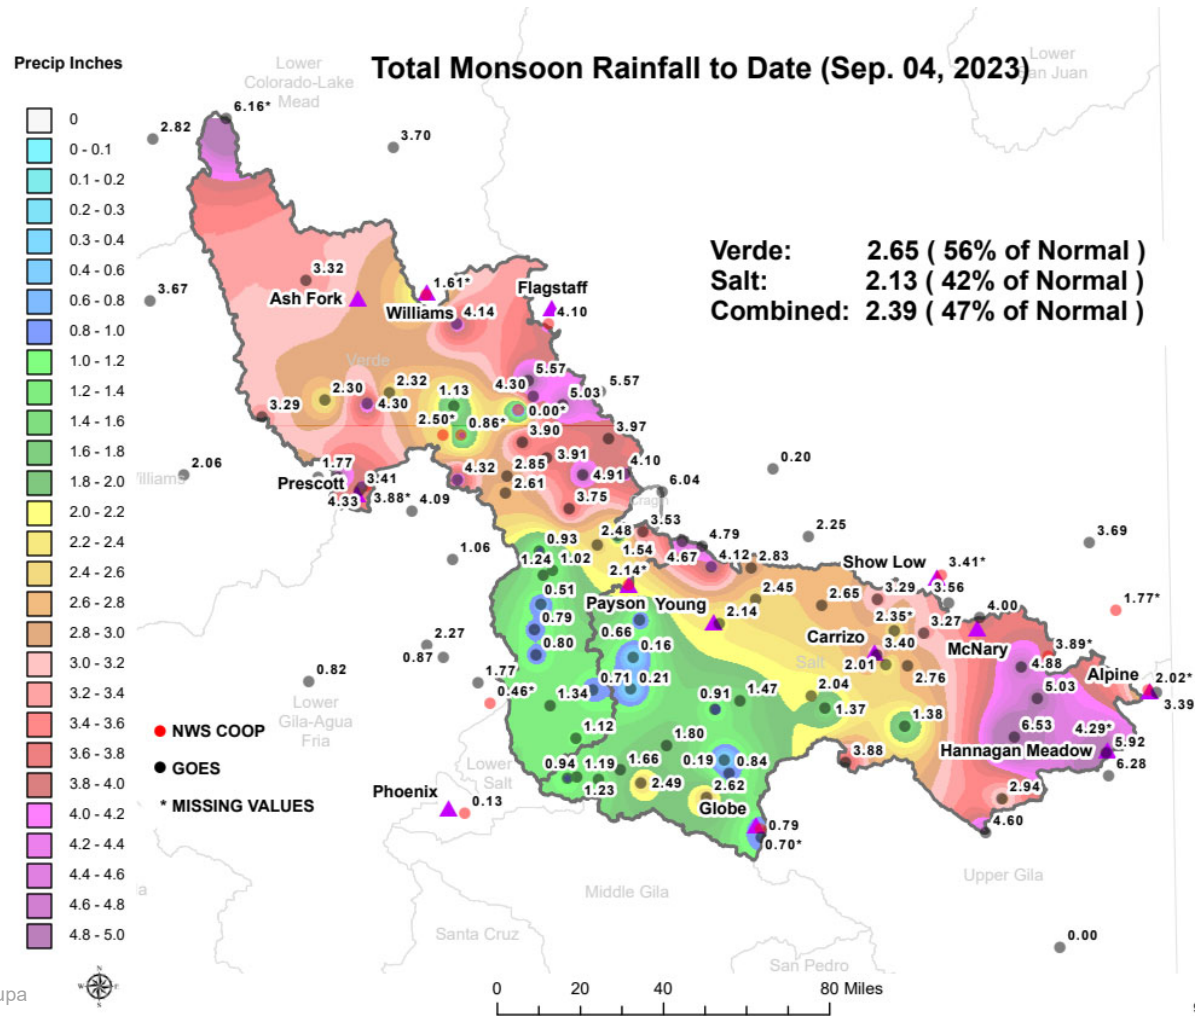 Total Monsoon Rainfall to Date (Sep. 04, 2023)
Precip Inches
0
0 - 0.1
0.1 - 0.2
0.2 - 0.3
0.3 - 0.4
0.4 - 0.6
0.6 - 0.8
0.8 - 1.0
1.0 - 1.2
1.2 - 1.4
1.4 - 1.6
1.6 - 1.8
1.8 - 2.0
2.0 - 2.2
2.2 - 2.4
2.4 - 2.6
2.6 - 2.8
2.8 - 3.0
3.0 - 3.2
3.2 - 3.4
3.4 - 3.6
3.6 - 3.8
3.8 - 4.0
4.0 - 4.2
4.2 - 4.4
4.4 - 4.6
4.6 - 4.8
4.8 - 5.0
Verde: 2.65 ( 56% of Normal )
Salt: 2.13 ( 42% of Normal )
Combined: 2.39 ( 47% of Normal )
Lower
Colorado-Lake
Mead
Lower
San Juan
6.16*
2.82
3.70
3.32
3.67
Ash Fork
1.61*
Williams
4.14
Flagstaff
4.10
Verde
5.57
4.30
5.03
5.57
2.30
2.32
4.30
1.13
0.00*
3.29
2.50*
0.86*
3.90
3.97
2.06
1.77
Prescott
3.41
4.33
3.88*
4.09
4.32
2.85
2.61
3.91
4.91
4.10
3.75
6.04
0.20
Cragin
3.53
2.25
3.69
0.93
2.48
1.54
4.67
4.79
4.12
2.83
1.06
1.24
1.02
2.14*
Show Low
3.41*
0.51
Payson
Young
2.45
2.65
3.29
3.56
1.77*
0.79
0.66
2.14
2.35*
3.27
4.00
McNary
0.80
0.16
Carrizo
3.40
3.89*
2.27
0.87
Salt
2.01
2.76
4.88
Alpine
2.02*
0.82
1.77*
0.46*
1.34
0.71
0.21
0.91
1.47
2.04
1.37
5.03
3.39
Lower
Gila-Agua
Fria
1.12
1.38
6.53
4.29*
1.80
3.88
Hannagan Meadow
5.92
6.28
NWS COOP
GOES
* MISSING VALUES
Lower
Salt
0.94
1.19
1.66
0.19
0.84
1.23
2.49
2.62
2.94
Phoenix
0.13
Globe
0.79
0.70*
4.60
Middle Gila
Upper Gila
Santa Cruz
San Pedro
0.00
upa
N
W
E
S
0 20 40 80 Miles